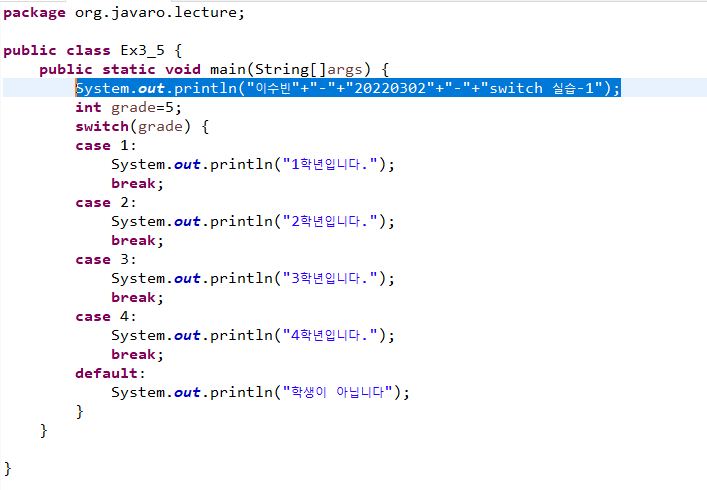 package org.javaro.lecture;
public class Ex3_5 {
public static void main(String[]args) {
System.out.println("이수빈"+"-"+"20220302"+"-"+"switch 실습-1");
int grade=5;
switch(grade) {
case 1:
System.out.println("1학년입니다.");
break;
case 2:
System.out.println("2학년입니다.");
break;
case 3:
System.out.println("3학년입니다.");
break;
case 4:
System.out.println("4학년입니다.");
break;
default:
System.out.println("학생이 아닙니다");
}
}
}